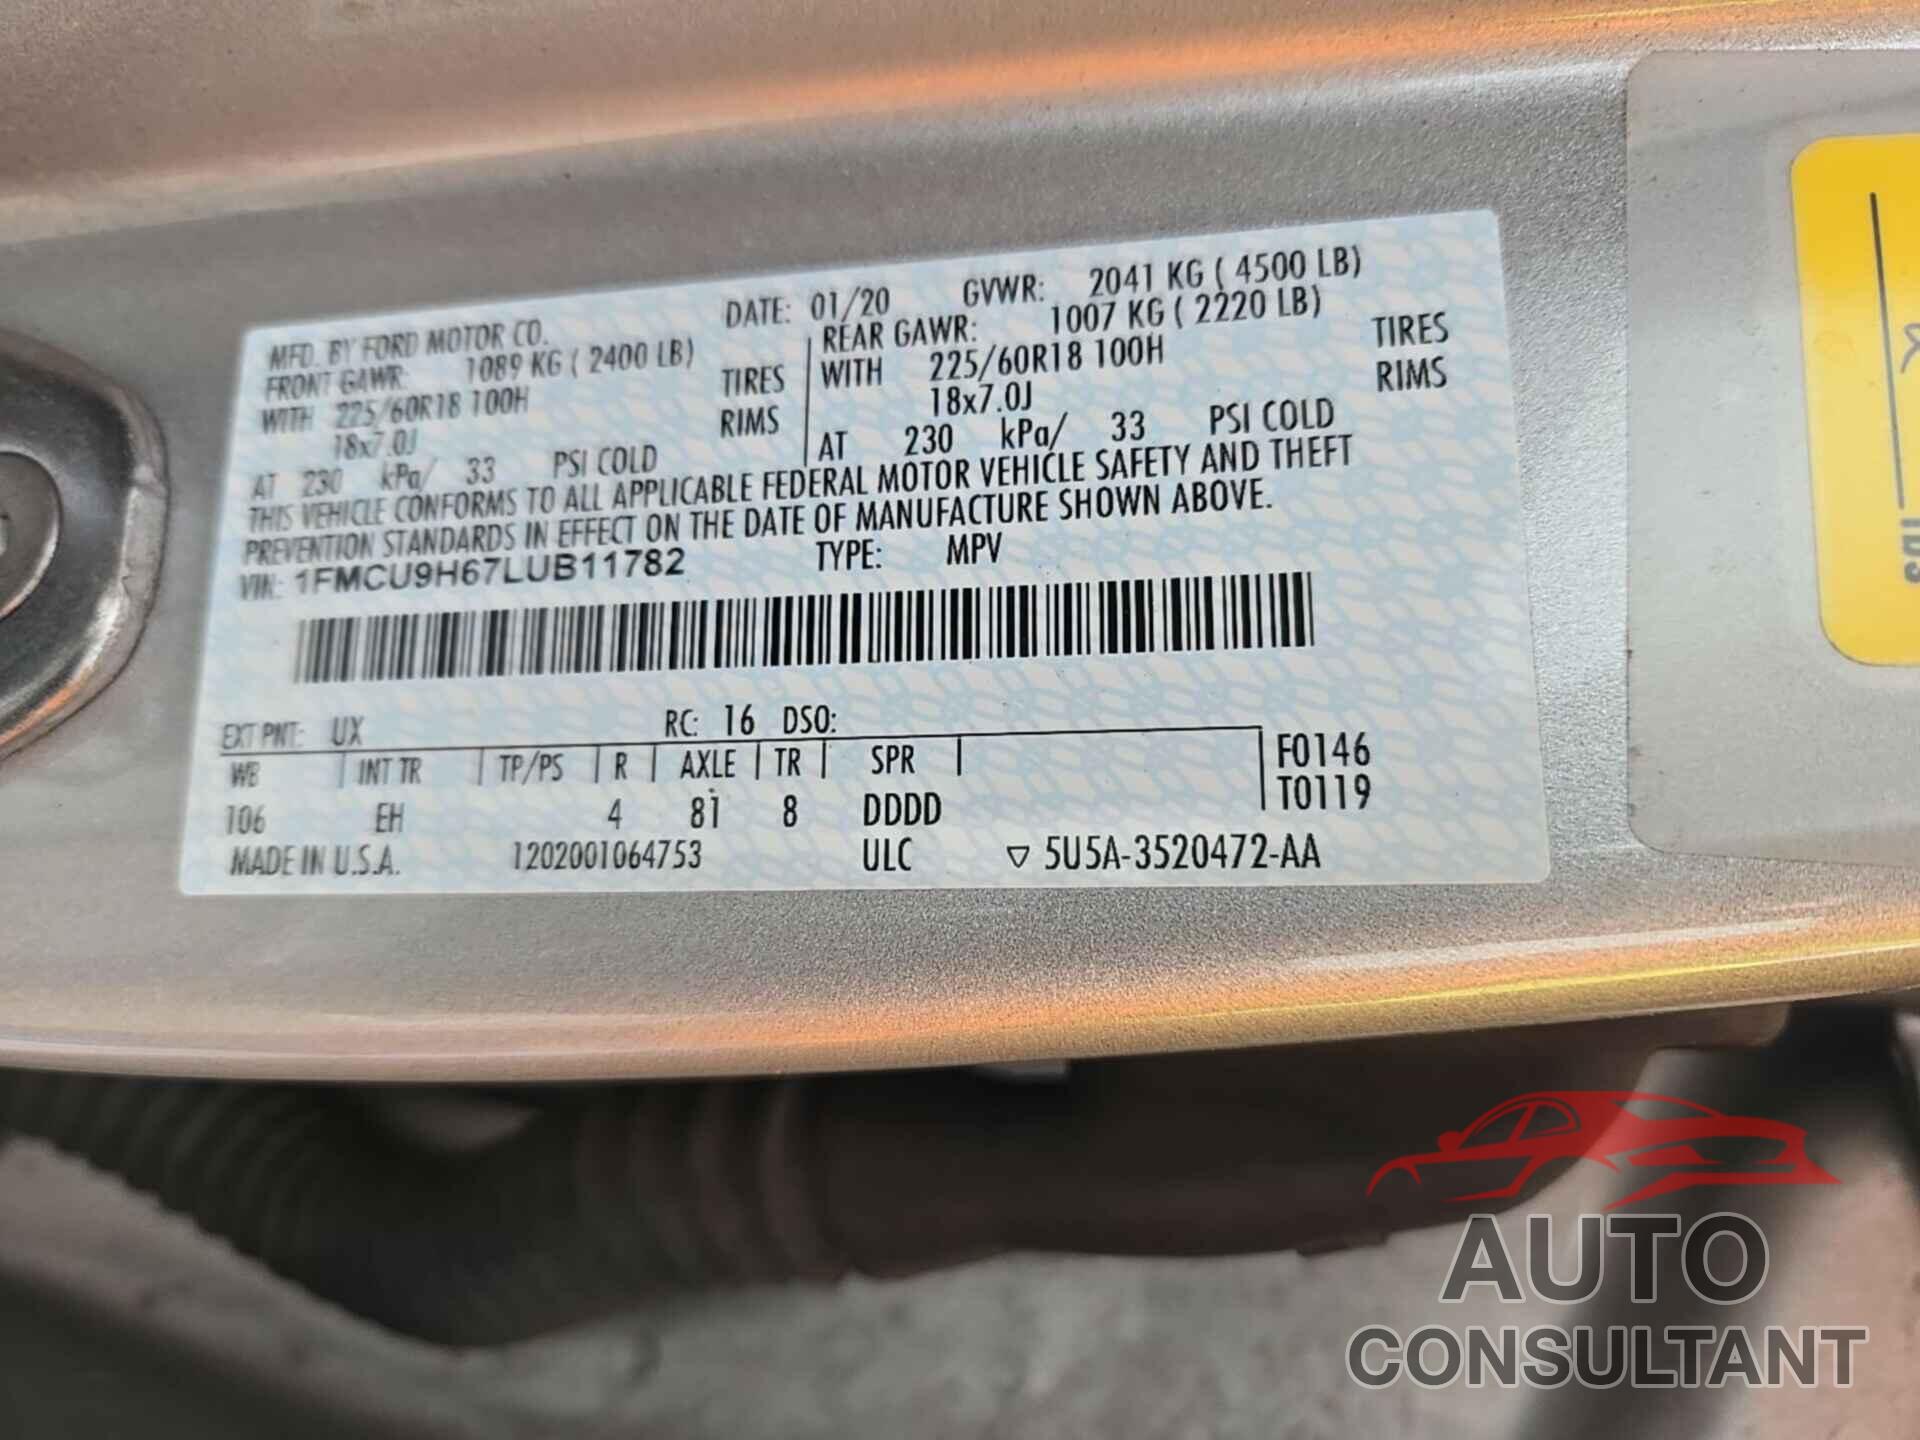 DATE: 01/20 GVWR: 2041 KG ( 4500 LB)
MFD. BY FORD MOTOR CO.
FRONT GAWR: 1089 KG ( 2400 LB)
WITH 225/60R18 100H TIRES
18x7.0J RIMS
AT 230 kPa/ 33 PSI COLD
REAR GAWR: 1007 KG ( 2220 LB)
WITH 225/60R18 100H TIRES
18x7.0J RIMS
AT 230 kPa/ 33 PSI COLD
THIS VEHICLE CONFORMS TO ALL APPLICABLE FEDERAL MOTOR VEHICLE SAFETY AND THEFT
PREVENTION STANDARDS IN EFFECT ON THE DATE OF MANUFACTURE SHOWN ABOVE.
VIN: 1FMCU9H67LUB11782 TYPE: MPV
EXT PNT: UX RC: 16 DSO:
WB INT TR TP/PS R AXLE TR SPR F0146
106 EH 4 81 8 DDDD T0119
MADE IN U.S.A. 1202001064753 ULC ▽ 5U5A-3520472-AA
AUTO
CONSULTANT